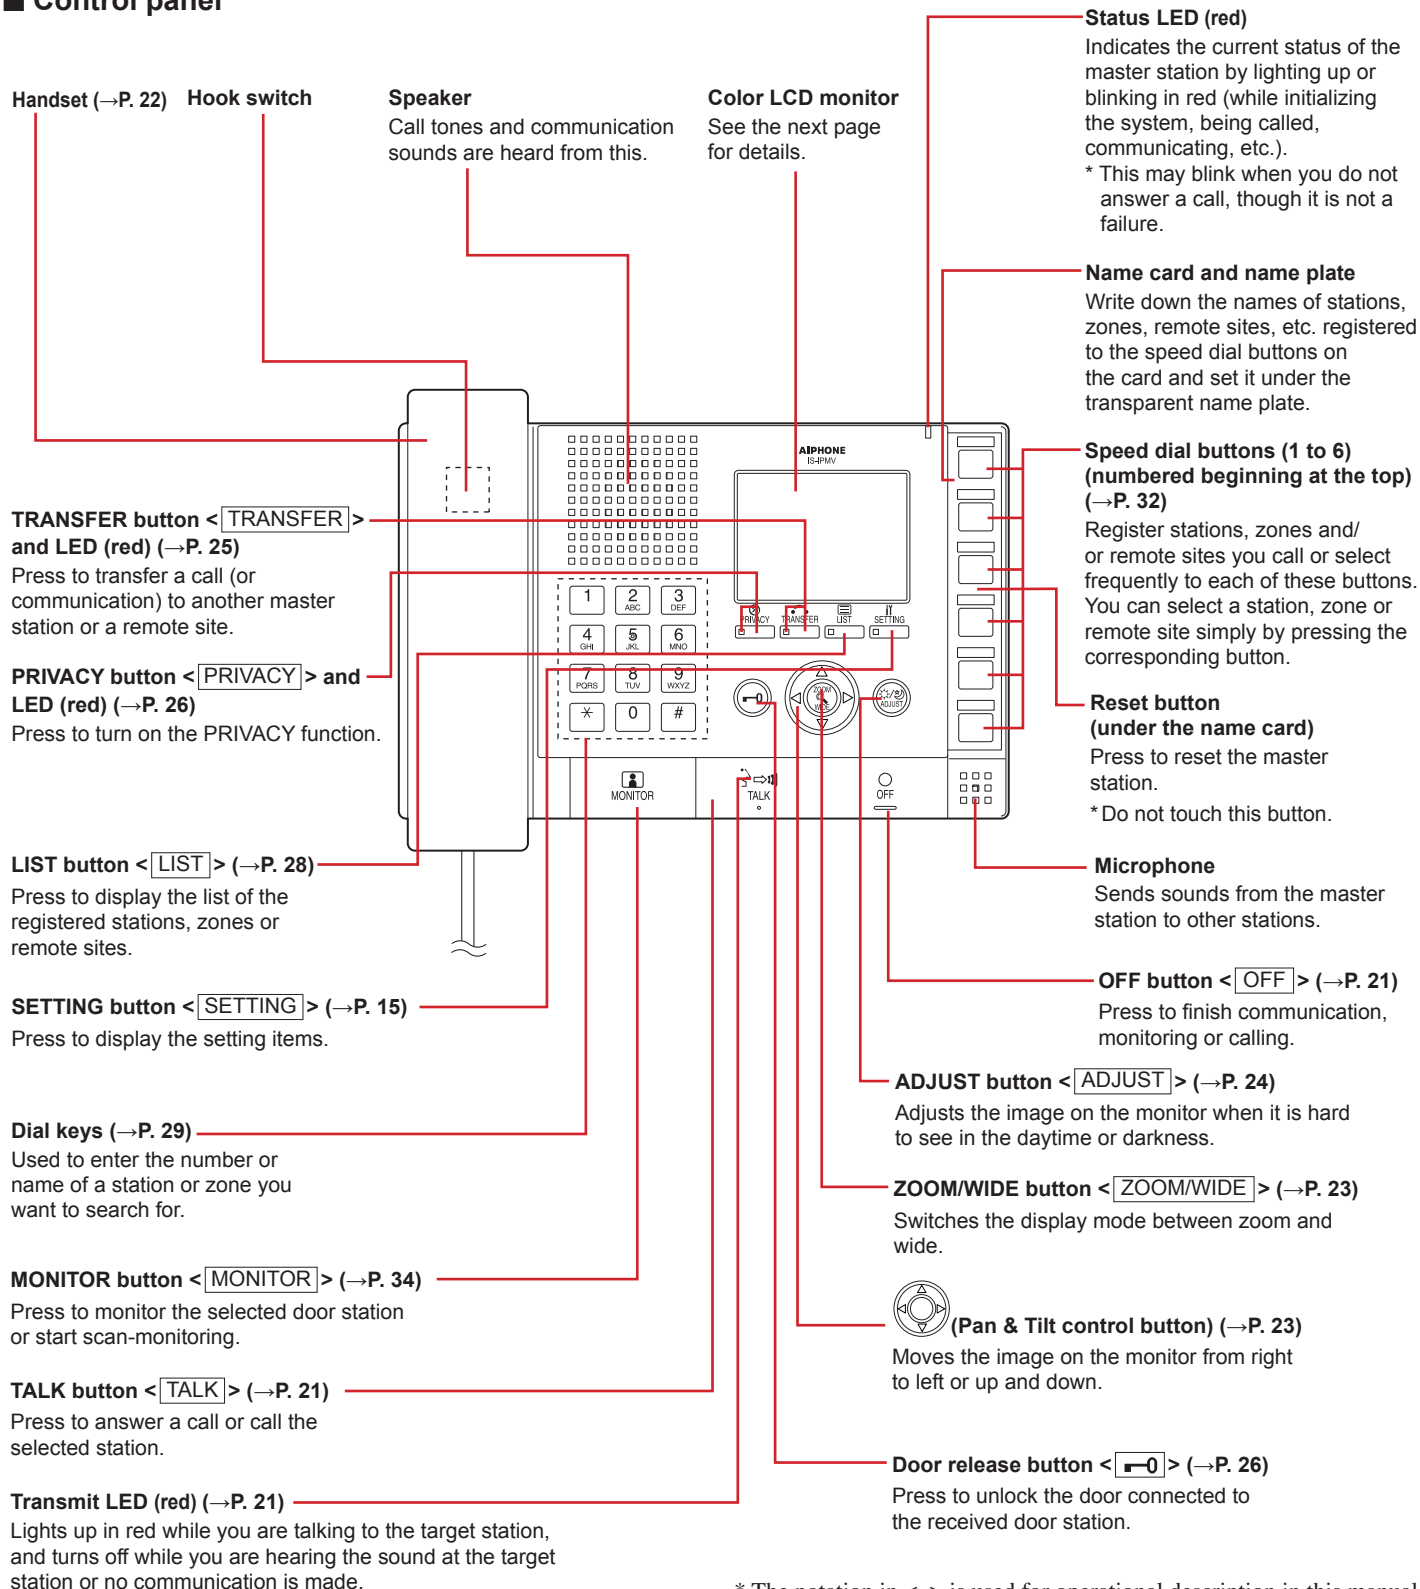 ■ Control panel
Handset (→P. 22)
Hook switch
Speaker
Call tones and communication
sounds are heard from this.
Color LCD monitor
See the next page
for details.
Status LED (red)
Indicates the current status of the
master station by lighting up or
blinking in red (while initializing
the system, being called,
communicating, etc.).
* This may blink when you do not
answer a call, though it is not a
failure.
Name card and name plate
Write down the names of stations,
zones, remote sites, etc. registered
to the speed dial buttons on
the card and set it under the
transparent name plate.
Speed dial buttons (1 to 6)
(numbered beginning at the top)
(→P. 32)
Register stations, zones and/
or remote sites you call or select
frequently to each of these buttons.
You can select a station, zone or
remote site simply by pressing the
corresponding button.
Reset button
(under the name card)
Press to reset the master
station.
* Do not touch this button.
Microphone
Sends sounds from the master
station to other stations.
OFF button < OFF > (→P. 21)
Press to finish communication,
monitoring or calling.
ADJUST button < ADJUST > (→P. 24)
Adjusts the image on the monitor when it is hard
to see in the daytime or darkness.
ZOOM/WIDE button < ZOOM/WIDE > (→P. 23)
Switches the display mode between zoom and
wide.
(Pan & Tilt control button) (→P. 23)
Moves the image on the monitor from right
to left or up and down.
Door release button < > (→P. 26)
Press to unlock the door connected to
the received door station.
TRANSFER button < TRANSFER >
and LED (red) (→P. 25)
Press to transfer a call (or
communication) to another master
station or a remote site.
PRIVACY button < PRIVACY > and
LED (red) (→P. 26)
Press to turn on the PRIVACY function.
LIST button < LIST > (→P. 28)
Press to display the list of the
registered stations, zones or
remote sites.
SETTING button < SETTING > (→P. 15)
Press to display the setting items.
Dial keys (→P. 29)
Used to enter the number or
name of a station or zone you
want to search for.
MONITOR button < MONITOR > (→P. 34)
Press to monitor the selected door station
or start scan-monitoring.
TALK button < TALK > (→P. 21)
Press to answer a call or call the
selected station.
Transmit LED (red) (→P. 21)
Lights up in red while you are talking to the target station,
and turns off while you are hearing the sound at the target
station or no communication is made.
AIPHONE
IS-IPMV
PRIVACY TRANSFER LIST SETTING
1 2 ABC 3 DEF
4 GHI 5 JKL 6 MNO
7 PQRS 8 TUV 9 WXYZ
* 0 #
ZOOM
WIDE
ADJUST
MONITOR
TALK
OFF
* The notation in < > is used for operational description in this manual